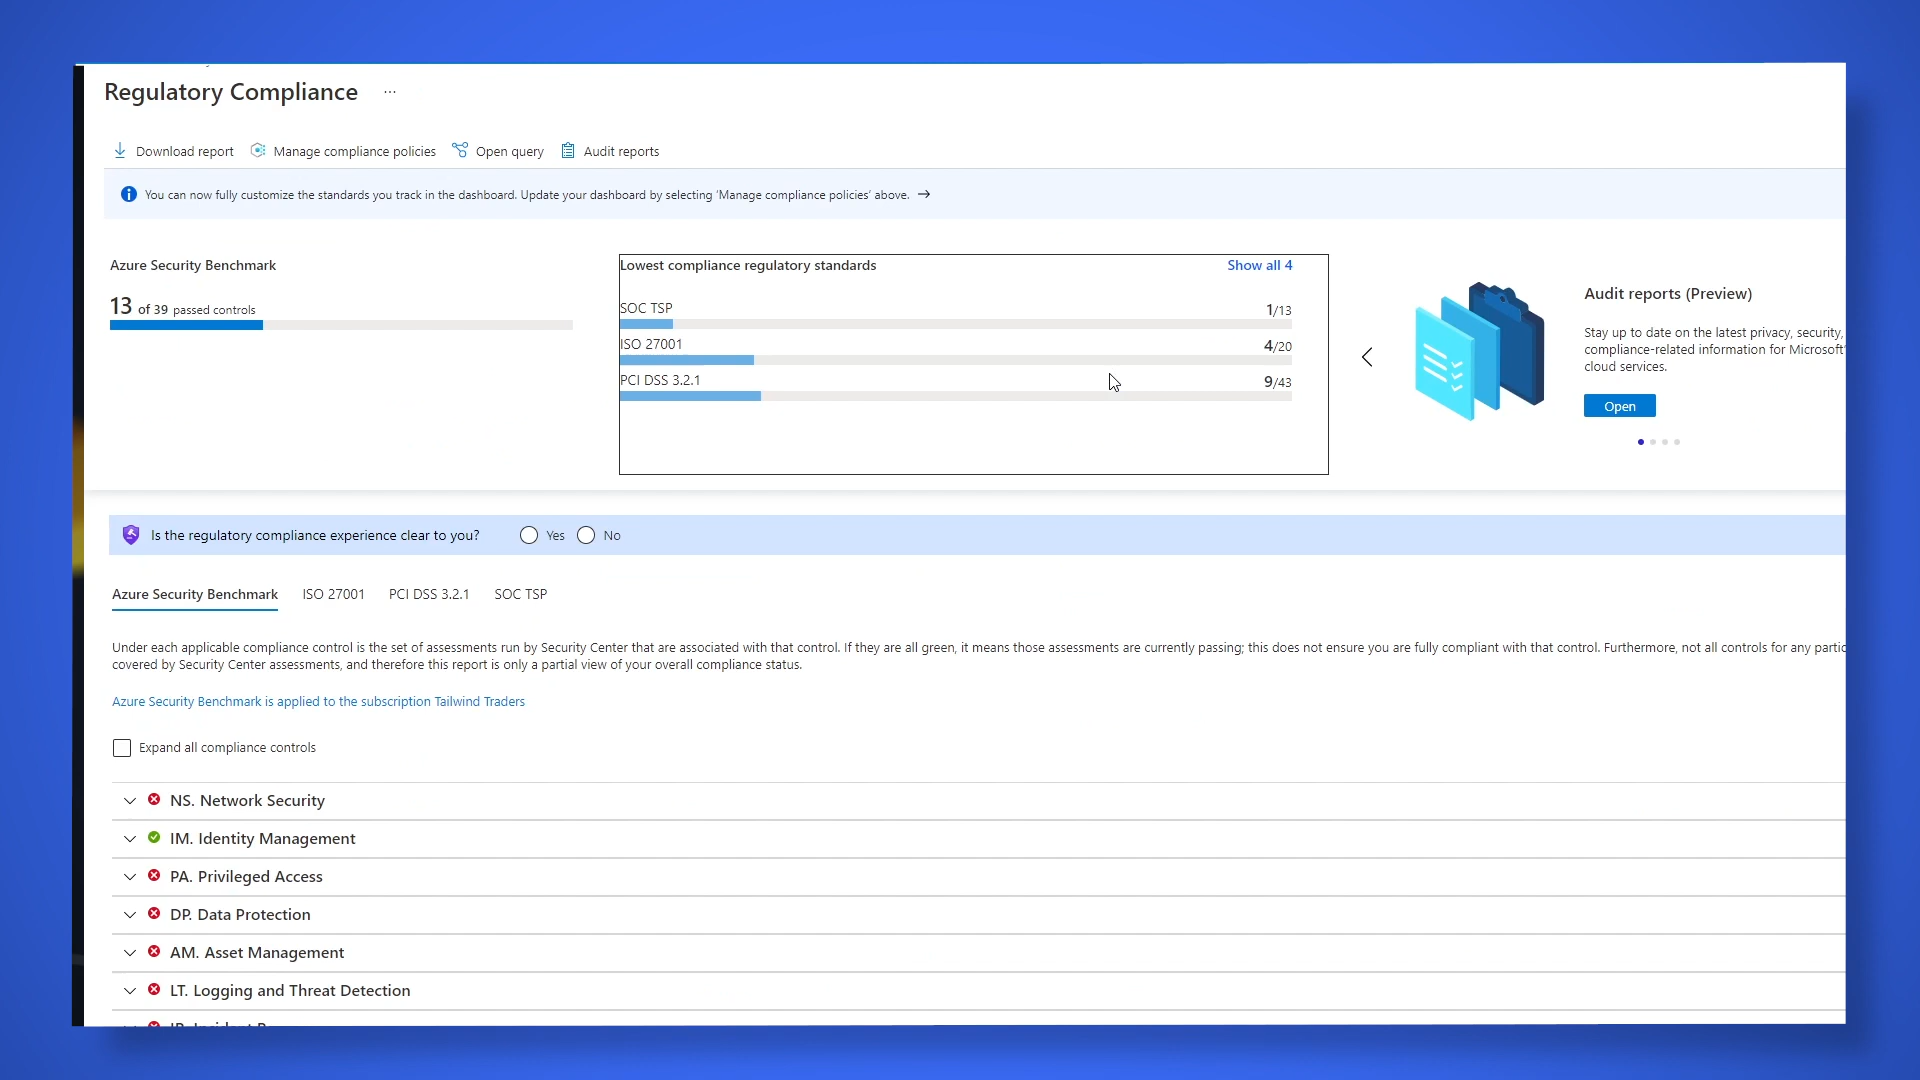 Regulatory Compliance ...
Download report Manage compliance policies Open query Audit reports
You can now fully customize the standards you track in the dashboard. Update your dashboard by selecting 'Manage compliance policies' above. →
Azure Security Benchmark
13 of 39 passed controls
Lowest compliance regulatory standards Show all 4
SOC TSP 1/13
ISO 27001 4/20
PCI DSS 3.2.1 9/43
Audit reports (Preview)
Stay up to date on the latest privacy, security,
compliance-related information for Microsoft'
cloud services.
Open
Is the regulatory compliance experience clear to you? Yes No
Azure Security Benchmark ISO 27001 PCI DSS 3.2.1 SOC TSP
Under each applicable compliance control is the set of assessments run by Security Center that are associated with that control. If they are all green, it means those assessments are currently passing; this does not ensure you are fully compliant with that control. Furthermore, not all controls for any partic
covered by Security Center assessments, and therefore this report is only a partial view of your overall compliance status.
Azure Security Benchmark is applied to the subscription Tailwind Traders
Expand all compliance controls
NS. Network Security
IM. Identity Management
PA. Privileged Access
DP. Data Protection
AM. Asset Management
LT. Logging and Threat Detection